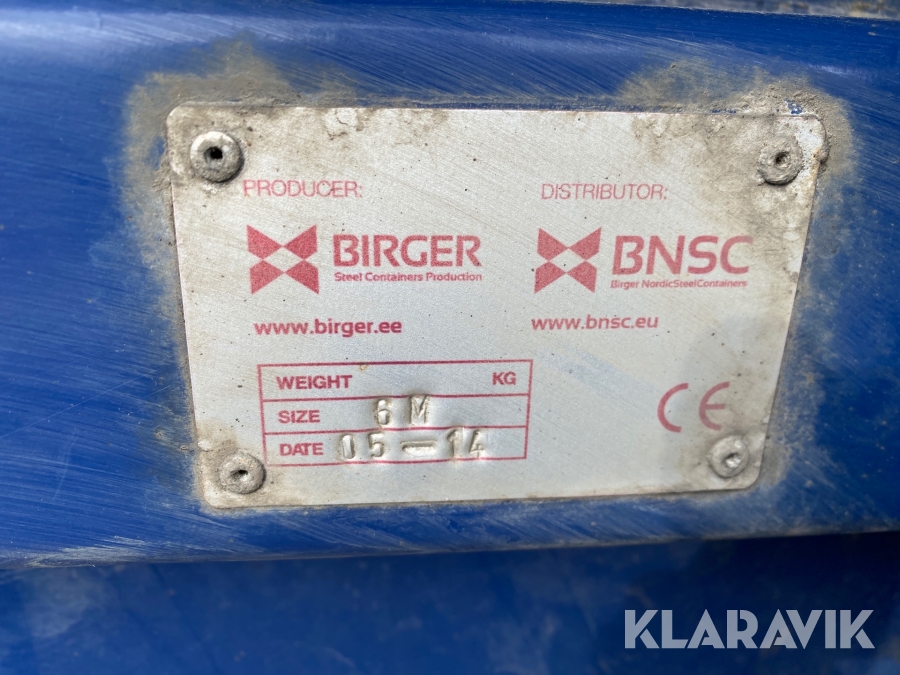 PRODUCER:
BIRGER
Steel Containers Production
www.birger.ee
DISTRIBUTOR:
BNSC
Birger NordicSteelContainers
www.bnsc.eu
WEIGHT KG
SIZE 6M
DATE 05-14
CE
KLARAVIK